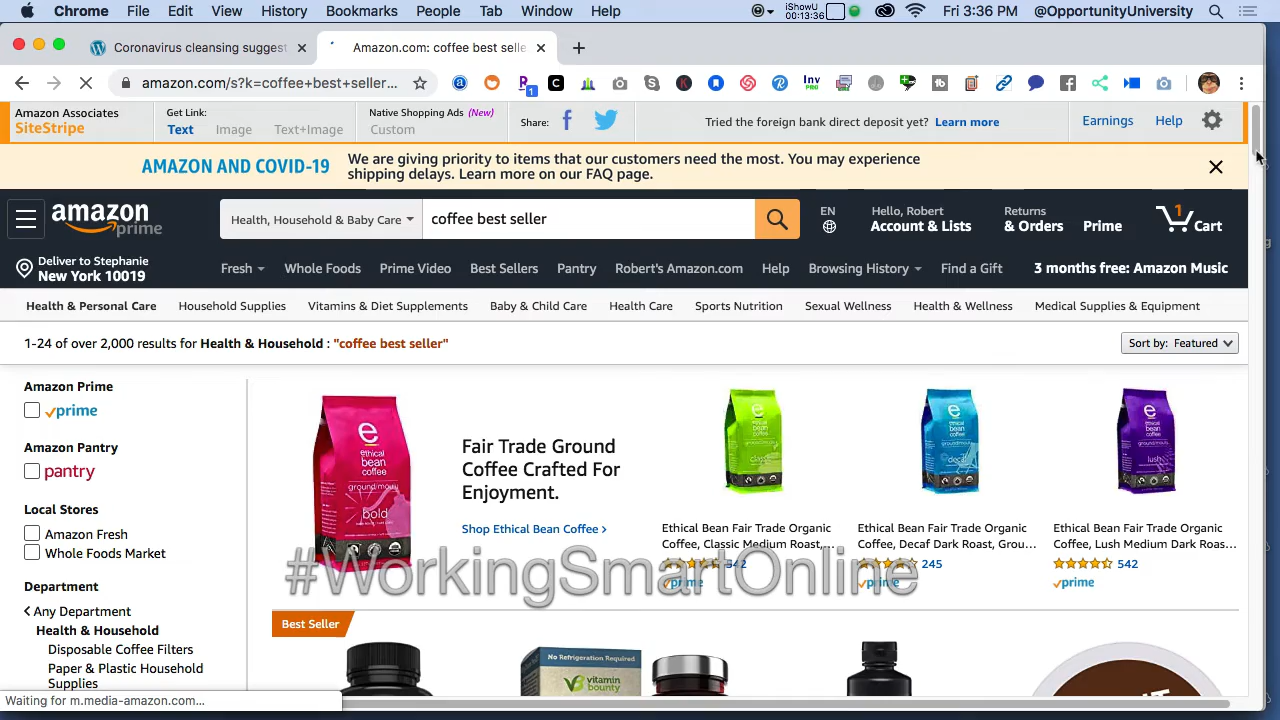 Chrome File Edit View History Bookmarks People Tab Window Help iShowU 00:13:36 Fri 3:36 PM @OpportunityUniversity
Coronavirus cleansing suggest
Amazon.com: coffee best selle
amazon.com/s?k=coffee+best+seller...
Inv PRO
1
Amazon Associates
SiteStripe
Get Link:
Text Image Text+Image
Native Shopping Ads (New)
Custom
Share:
Tried the foreign bank direct deposit yet? Learn more
Earnings Help
AMAZON AND COVID-19
We are giving priority to items that our customers need the most. You may experience
shipping delays. Learn more on our FAQ page.
amazon
prime
Health, Household & Baby Care
coffee best seller
EN
Hello, Robert
Account & Lists
Returns
& Orders
Prime
1
Cart
Deliver to Stephanie
New York 10019
Fresh Whole Foods Prime Video Best Sellers Pantry Robert's Amazon.com Help Browsing History Find a Gift 3 months free: Amazon Music
Health & Personal Care Household Supplies Vitamins & Diet Supplements Baby & Child Care Health Care Sports Nutrition Sexual Wellness Health & Wellness Medical Supplies & Equipment
1-24 of over 2,000 results for Health & Household : "coffee best seller"
Sort by: Featured
Amazon Prime
prime
Amazon Pantry
pantry
Local Stores
Amazon Fresh
Whole Foods Market
Department
Any Department
Health & Household
Disposable Coffee Filters
Paper & Plastic Household
Supplies
e
ethical
bean
coffee
bold
Fair Trade Ground
Coffee Crafted For
Enjoyment.
Shop Ethical Bean Coffee >
Ethical Bean Fair Trade Organic
Coffee, Classic Medium Roast,...
342
prime
Ethical Bean Fair Trade Organic
Coffee, Decaf Dark Roast, Grou...
245
prime
Ethical Bean Fair Trade Organic
Coffee, Lush Medium Dark Roast...
542
prime
#WorkingSmartOnline
Best Seller
No Refrigeration Required
vitamin
bounty
Waiting for m.media-amazon.com...